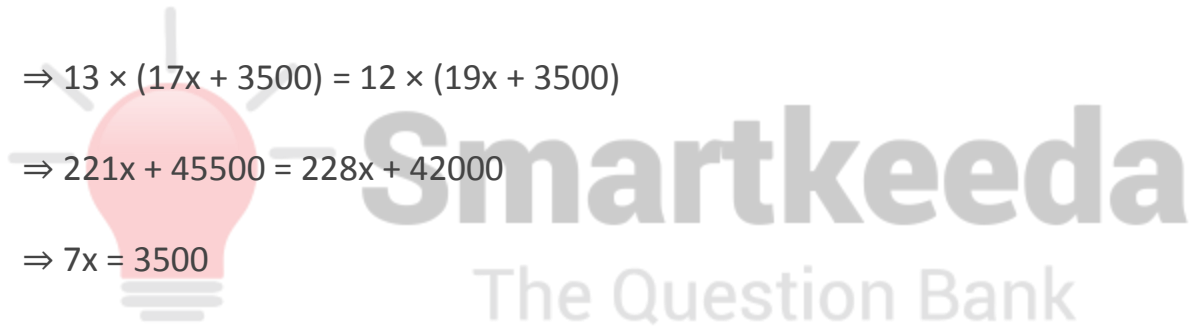 ⇒ 13 × (17x + 3500) = 12 × (19x + 3500)
⇒ 221x + 45500 = 228x + 42000
⇒ 7x = 3500
Smartkeeda
The Question Bank